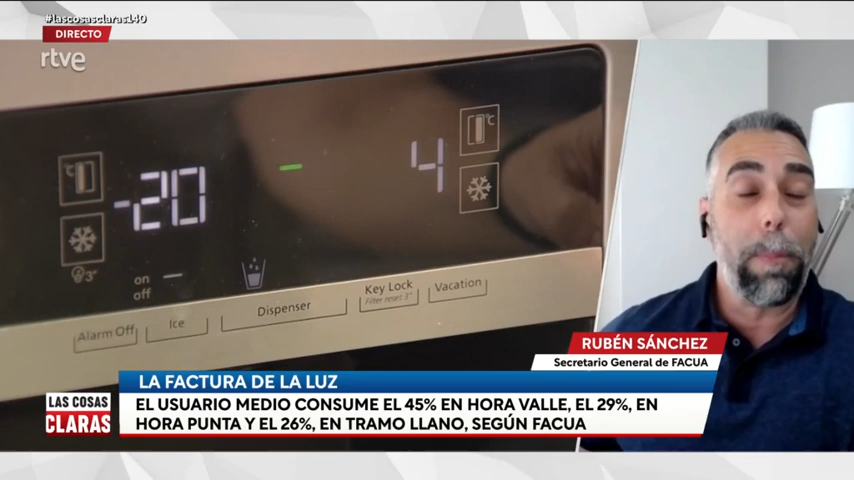 #lascosasclaras140
DIRECTO
rtve
°C
-20
4
°C
3"
on
off
Alarm Off
Ice
Dispenser
Key Lock
Filter reset 3"
Vacation
RUBÉN SÁNCHEZ
Secretario General de FACUA
LA FACTURA DE LA LUZ
LAS COSAS
CLARAS
EL USUARIO MEDIO CONSUME EL 45% EN HORA VALLE, EL 29%, EN
HORA PUNTA Y EL 26%, EN TRAMO LLANO, SEGÚN FACUA